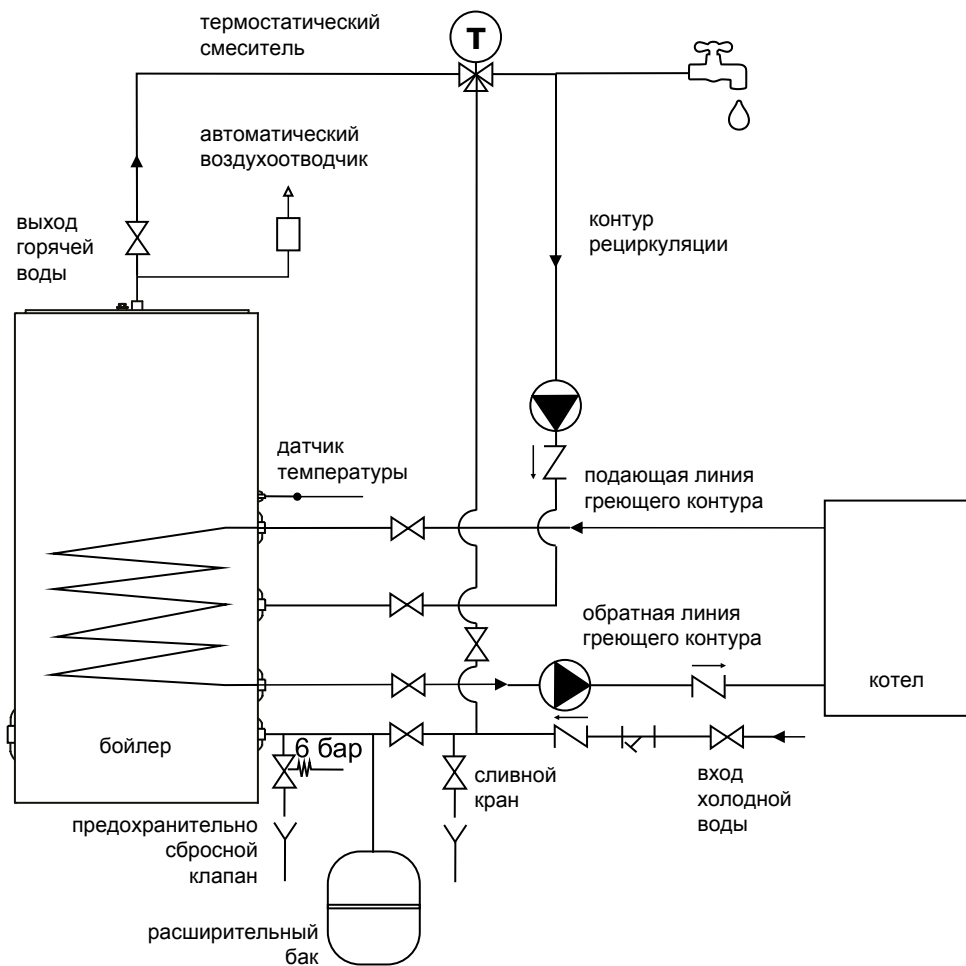 термостатический
смеситель
T
автоматический
воздухоотводчик
выход
горячей
воды
контур
рециркуляции
датчик
температуры
подающая линия
греющего контура
обратная линия
греющего контура
котел
бойлер
6 бар
сливной
кран
вход
холодной
воды
предохранительно
сбросной
клапан
расширительный
бак